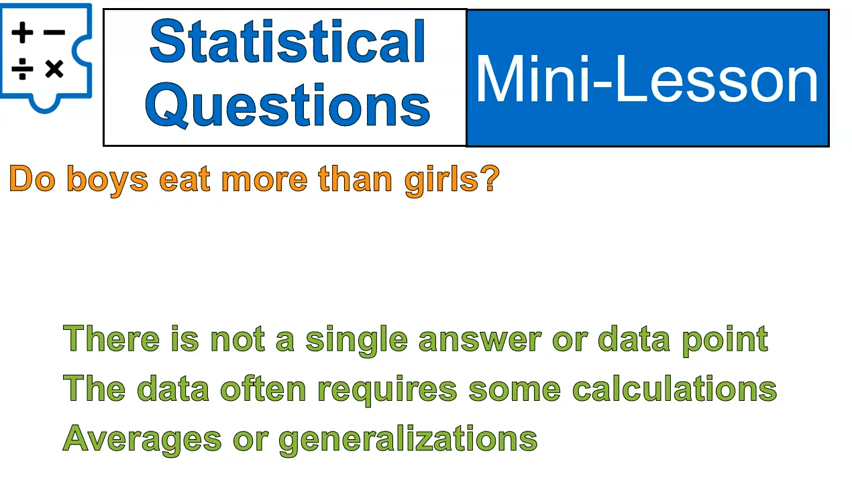 + −
÷ ×
Statistical
Questions
Mini-Lesson
Do boys eat more than girls?
There is not a single answer or data point
The data often requires some calculations
Averages or generalizations